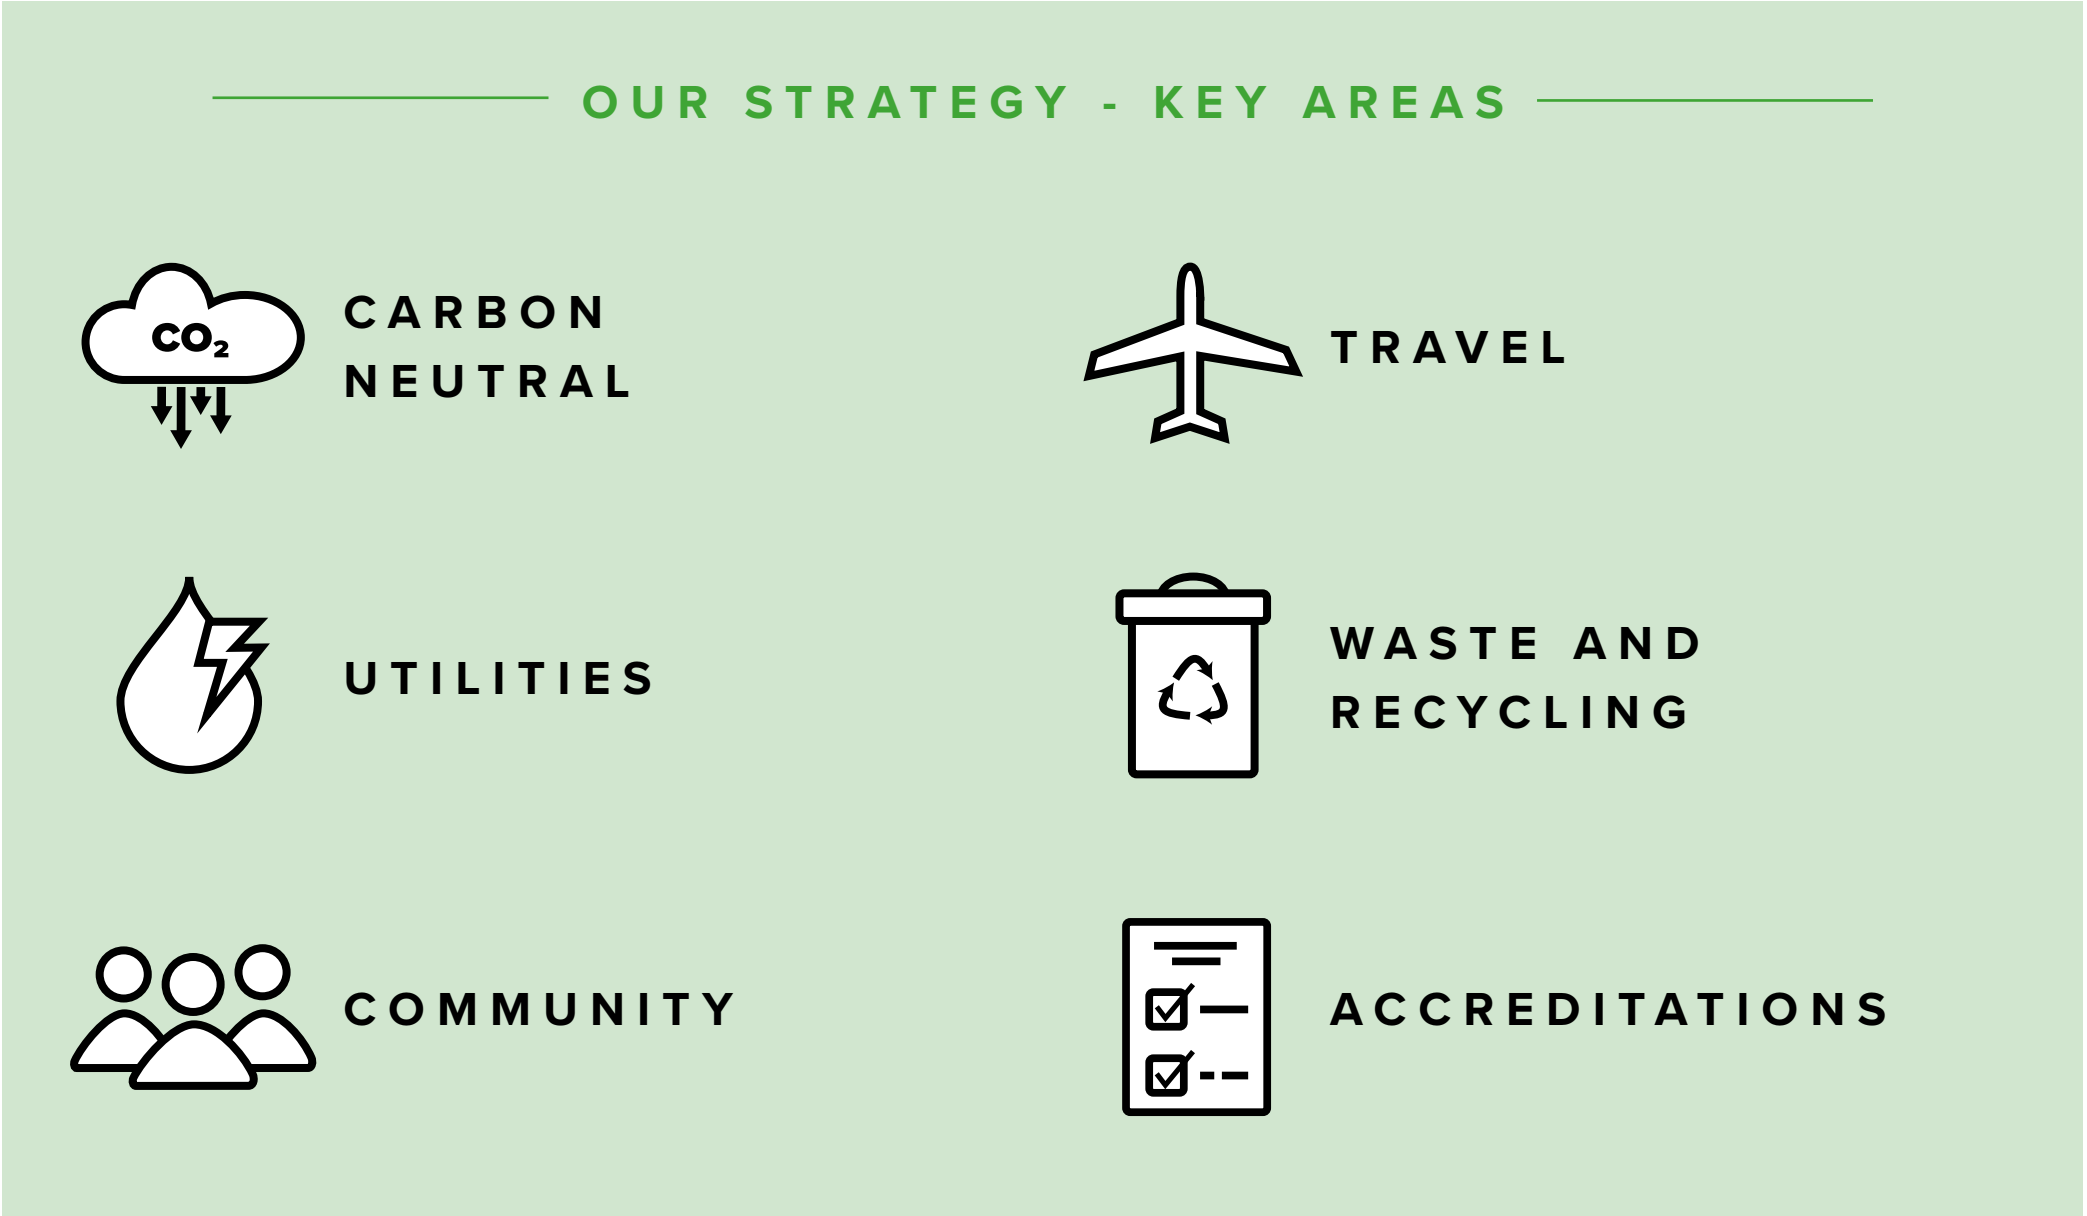 OUR STRATEGY - KEY AREAS
CO₂
CARBON
NEUTRAL
TRAVEL
UTILITIES
WASTE AND
RECYCLING
COMMUNITY
ACCREDITATIONS